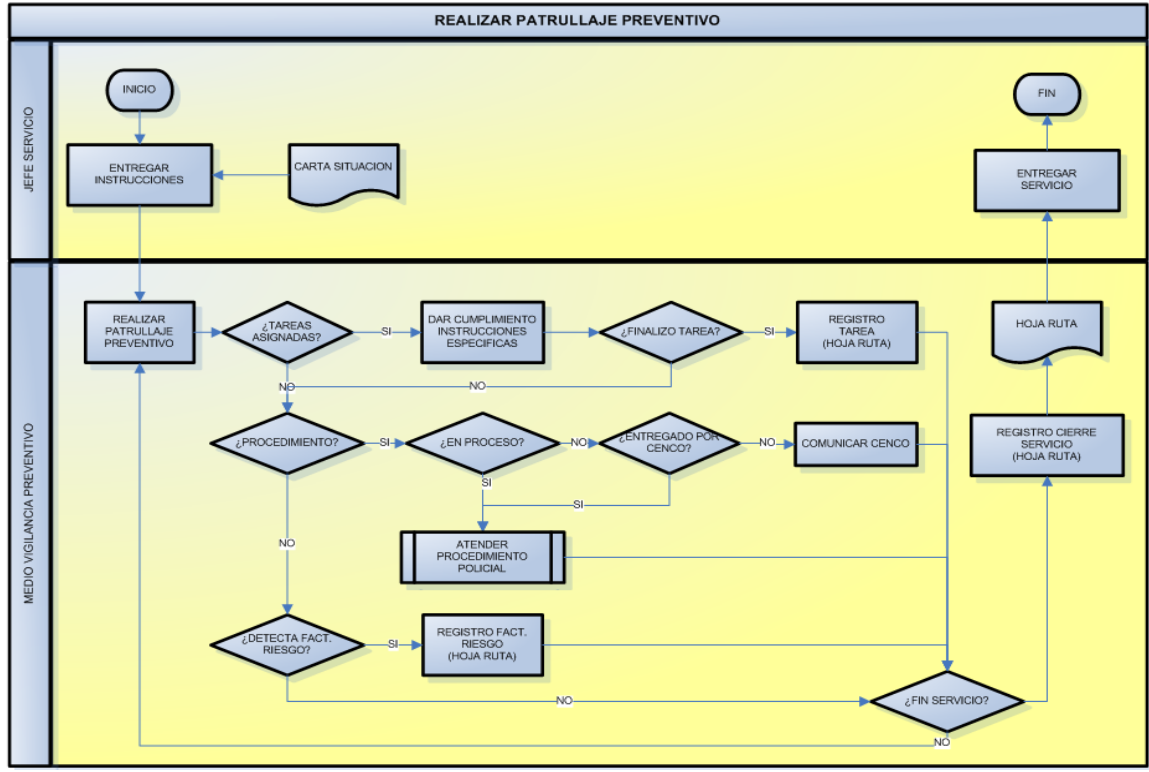 REALIZAR PATRULLAJE PREVENTIVO
JEFE SERVICIO
INICIO
FIN
ENTREGAR
INSTRUCCIONES
CARTA SITUACION
ENTREGAR
SERVICIO
MEDIO VIGILANCIA PREVENTIVO
REALIZAR
PATRULLAJE
PREVENTIVO
¿TAREAS
ASIGNADAS?
SI
DAR CUMPLIMIENTO
INSTRUCCIONES
ESPECIFICAS
¿FINALIZO TAREA?
SI
REGISTRO
TAREA
(HOJA RUTA)
HOJA RUTA
NO
NO
¿PROCEDIMIENTO?
SI
¿EN PROCESO?
NO
¿ENTREGADO POR
CENCO?
NO
COMUNICAR CENCO
REGISTRO CIERRE
SERVICIO
(HOJA RUTA)
SI
SI
NO
ATENDER
PROCEDIMIENTO
POLICIAL
¿DETECTA FACT.
RIESGO?
SI
REGISTRO FACT.
RIESGO
(HOJA RUTA)
NO
¿FIN SERVICIO?
NO